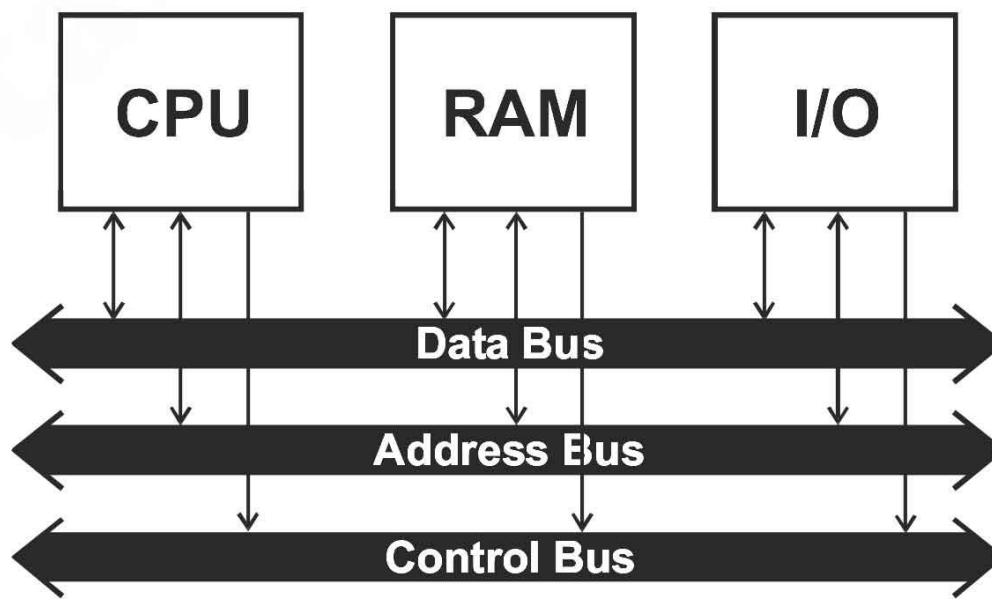 CPU
RAM
I/O
Data Bus
Address Bus
Control Bus